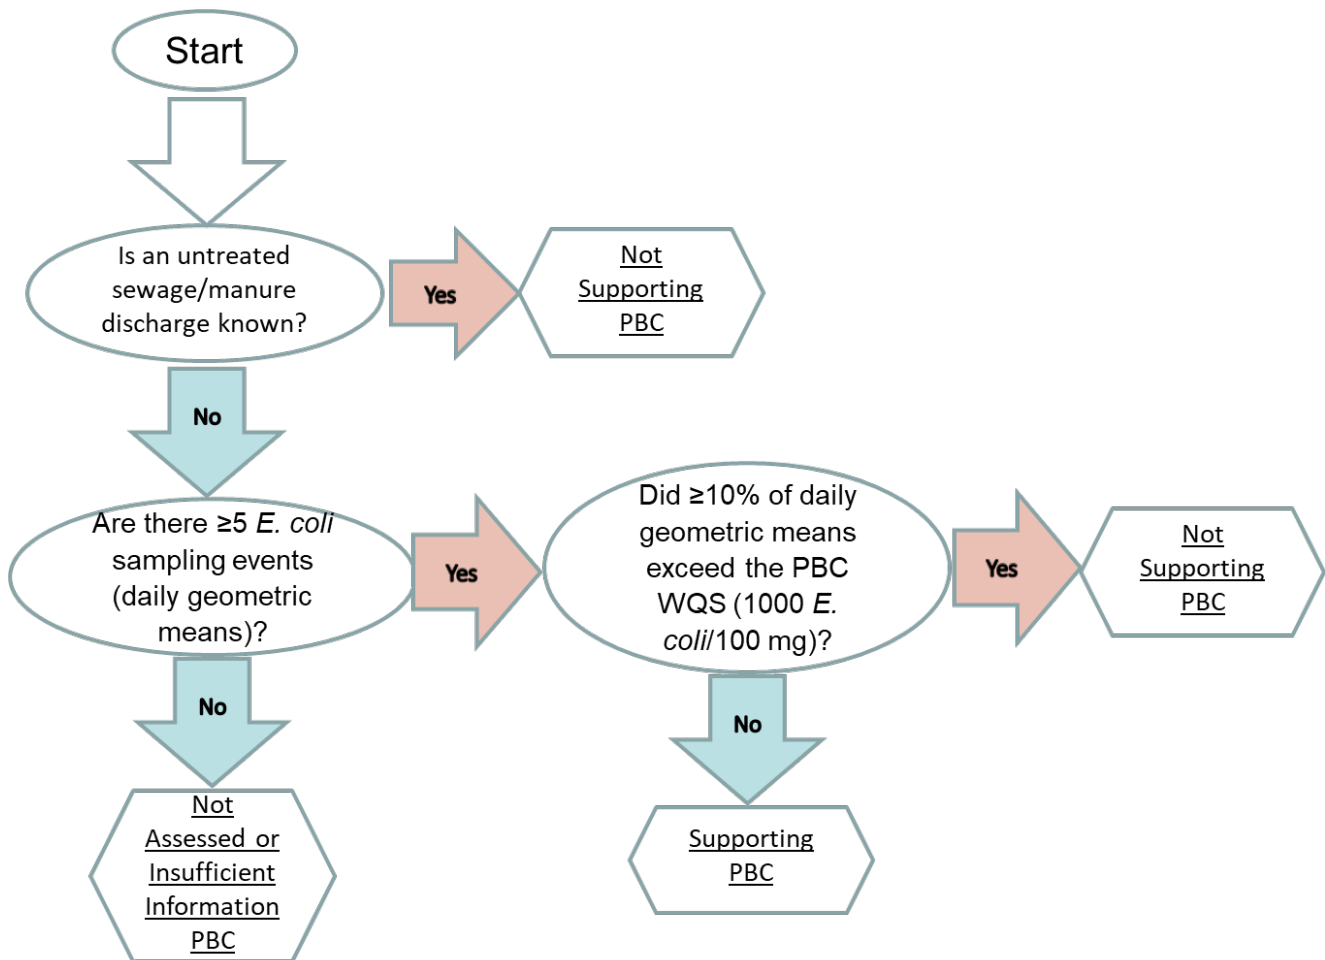 Start
Is an untreated
sewage/manure
discharge known?
Yes
Not
Supporting
PBC
No
Are there ≥5 E. coli
sampling events
(daily geometric
means)?
Yes
Did ≥10% of daily
geometric means
exceed the PBC
WQS (1000 E.
coli/100 mg)?
Yes
Not
Supporting
PBC
No
Not
Assessed or
Insufficient
Information
PBC
No
Supporting
PBC